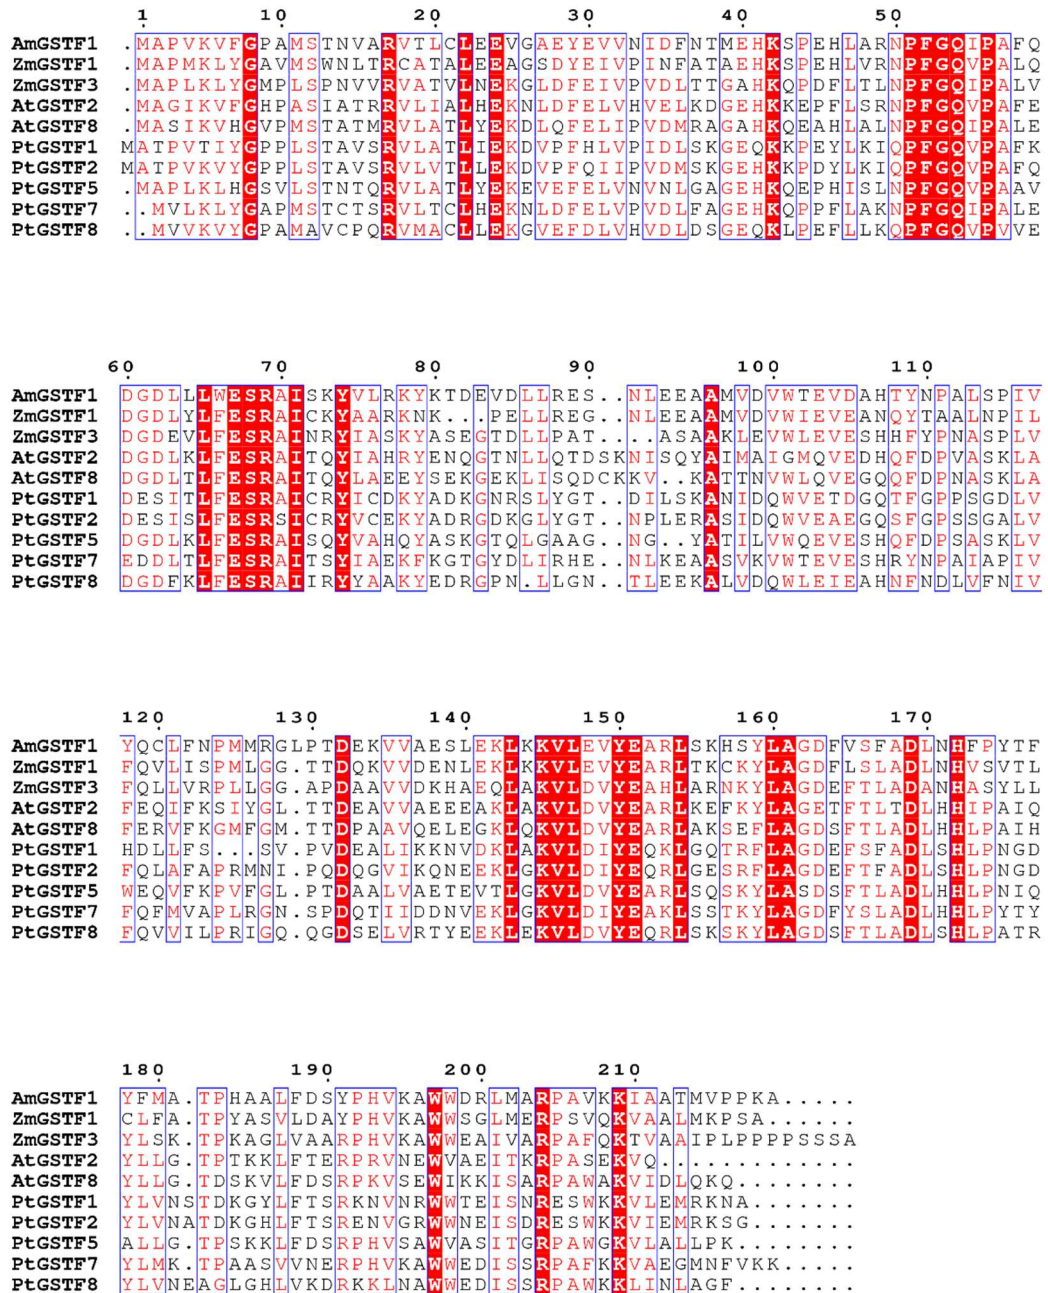 1 10 20 30 40 50
AmGSTF1 .MAPVKVFGPAMSTNVARVTLCLEEVGAEYEVVNIDFNTMEHKSPEHLARNPFGQIPAFQ
ZmGSTF1 .MAPMKLYGAVMSWNLTRCATALEEAGSDYEIVPINFATAEHKSPEHLVRNPFGQVPALQ
ZmGSTF3 .MAPLKLYGMPLSPNVVRVATVLNEKGLDFEIVPVDLTTGAHKQPDFLTLNPFGQIPALV
AtGSTF2 .MAGIKVFGHPASIATRRVLIALHEKNLDFELVHVELKDGEHKKEPFLSRNPFGQVPAFE
AtGSTF8 .MASIKVHGVPMSTATMRVLATLYEKDLQFELIPVDMRAGAHKQEAHLALNPFGQIPALE
PtGSTF1 MATPVTIYGPPLSTAVSRVLATLIEKDVPFHLVPIDLSKGEQKKPEYLKIQPFGQVPAFK
PtGSTF2 MATPVKVYGPPLSTAVSRVLVTLLEKDVPFQIIPVDMSKGEHKKPDYLKIQPFGQVPAFQ
PtGSTF5 .MAPLKLHGSVLSTNTQRVLATLYEKEVEFELVNVNLGAGEHKQEPHISLNPFGQVPAAV
PtGSTF7 ..MVLKLYGAPMSTCTSRVLTCLHEKNLDFELVPVDLFAGEHKQPPFLAKNPFGQIPALE
PtGSTF8 ..MVVKVYGPAMAVCPQRVMACLLEKGVEFDLVHVDLDSGEQKLPEFLLKQPFGQVPVVE
60 70 80 90 100 110
AmGSTF1 DGDLLLWESRAISKYVLRKYKTDEVDLLREG..NLEEAAMVDVWTEVDAHTYNPALSPIV
ZmGSTF1 DGDLYLFESRAICKYAARKNK..PELLREG..NLEEAAMVDVWIEVEANQYTAALNPIL
ZmGSTF3 DGDEVLFESRAINRYIASKYASEGTDLLPAT....ASAAKLEVWLEVESHHFYPNASPLV
AtGSTF2 DGDLKLFESRAITQYIAHRYENQGTNLLQTDSKNISQYAIMAIGMQVEDHQFDPVASKLA
AtGSTF8 DGDLTLFESRAITQYLAEEYSEKGEKLISQDCKKV..KATTNVWLQVEGQQFDPNASKLA
PtGSTF1 DESITLFESRAICRYICDKYADKGNRSLYGT..DILSKANIDQWVETDGQTFGPPSGDLV
PtGSTF2 DESISLFESRSICRYVCEKYADRGDKGLYGT..NPLERASIDQWVEAEGQSFGPSSGALV
PtGSTF5 DGDLKLFESRAISQYVAHQYASKGTQLGAAG..NG..YATILVWQEVESHQFDPSASKLV
PtGSTF7 EDDLTLFESRAITSYIAEKFKGTGYDLIRHE..NLKEAASVKVWTEVESHRYNPAIAPIV
PtGSTF8 DGDFKLFESRAIIRYYAAKYEDRGPN.LLGN..TLEEKALVDQWLEIEAHNFNDLVFNIV
120 130 140 150 160 170
AmGSTF1 YQCLFNPMMRGLPTDEKVVAESLEKLKKVLEVYEARLSKHSYLAGDFVSFADLNHFPYTF
ZmGSTF1 FQVLISPMLGG.TTDQKVVDENLEKLKKVLEVYEARLTKCKYLAGDFLSLADLNHVSVTL
ZmGSTF3 FQLLVRPLLGG.APDAAVVDKHAEQLAKVLDVYEAHLARNKYLAGDEFTLADANHASYLL
AtGSTF2 FEQIFKSIYGL.TTDEAVVAEEEAKLAKVLDVYEARLKEFKYLAGETFTLTDLHHIPAIQ
AtGSTF8 FERVFKGMFGM.TTDPAAVQELEGKLQKVLDVYEARLAKSEFLAGDSFTLADLHHLPAIH
PtGSTF1 HDLLFS...SV.PVDEALIKKNVDKLAKVLDIYEQKLGQTRFLAGDEFSFADLSHLPNGD
PtGSTF2 FQLAFAPRMNI.PQDQGVIKQNEEKLGKVLDIYEQRLGESRFLAGDEFTFADLSHLPNGD
PtGSTF5 WEQVFKPVFGL.PTDAALVAETEVTLGKVLDVYEARLSQSKYLASDSFTLADLHHLPNIQ
PtGSTF7 FQFMVAPLRGN.SPDQTIIDDNVEKLGKVLDIYEAKLSSTKYLAGDFYSLADLHHLPYTY
PtGSTF8 FQVVILPRIGQ.QGDSELVRTYEEKLEKVLDVYEQRLSKSKYLAGDSFTLADLSHLPATR
180 190 200 210
AmGSTF1 YFMA.TPHAALFDSYPHVKAWWDRLMARPAVKKIAATMVPPKA.....
ZmGSTF1 CLFA.TPYASVLDAYPHVKAWWSGLMERPSVQKVAALMKPSA......
ZmGSTF3 YLSK.TPKAGLVAARPHVKAWWEAIVARPAFQKTVAAIPLPPPPSSSA
AtGSTF2 YLLG.TPTKKLFTERPRVNEWVAEITKRPASEKVQ.............
AtGSTF8 YLLG.TDSKVLFDSRPKVSEWIKKISARPAWAKVIDLQKQ........
PtGSTF1 YLVNSTDKGYLFTSRKNVNRWWTEISNRESWKKVLEMRKNA.......
PtGSTF2 YLVNATDKGHLFTSRENVGRWWNEISDRESWKKVIEMRKSG.......
PtGSTF5 ALLG.TPSKKLFDSRPHVSAWVASITGRPAWGKVLALLPK........
PtGSTF7 YLMK.TPAASVVNERPHVKAWWEDISSRPAFKKVAEGMNFVKK.....
PtGSTF8 YLVNEAGLGHLVKDRKKLNAWWEDISSRPAWKKLINLAGF........